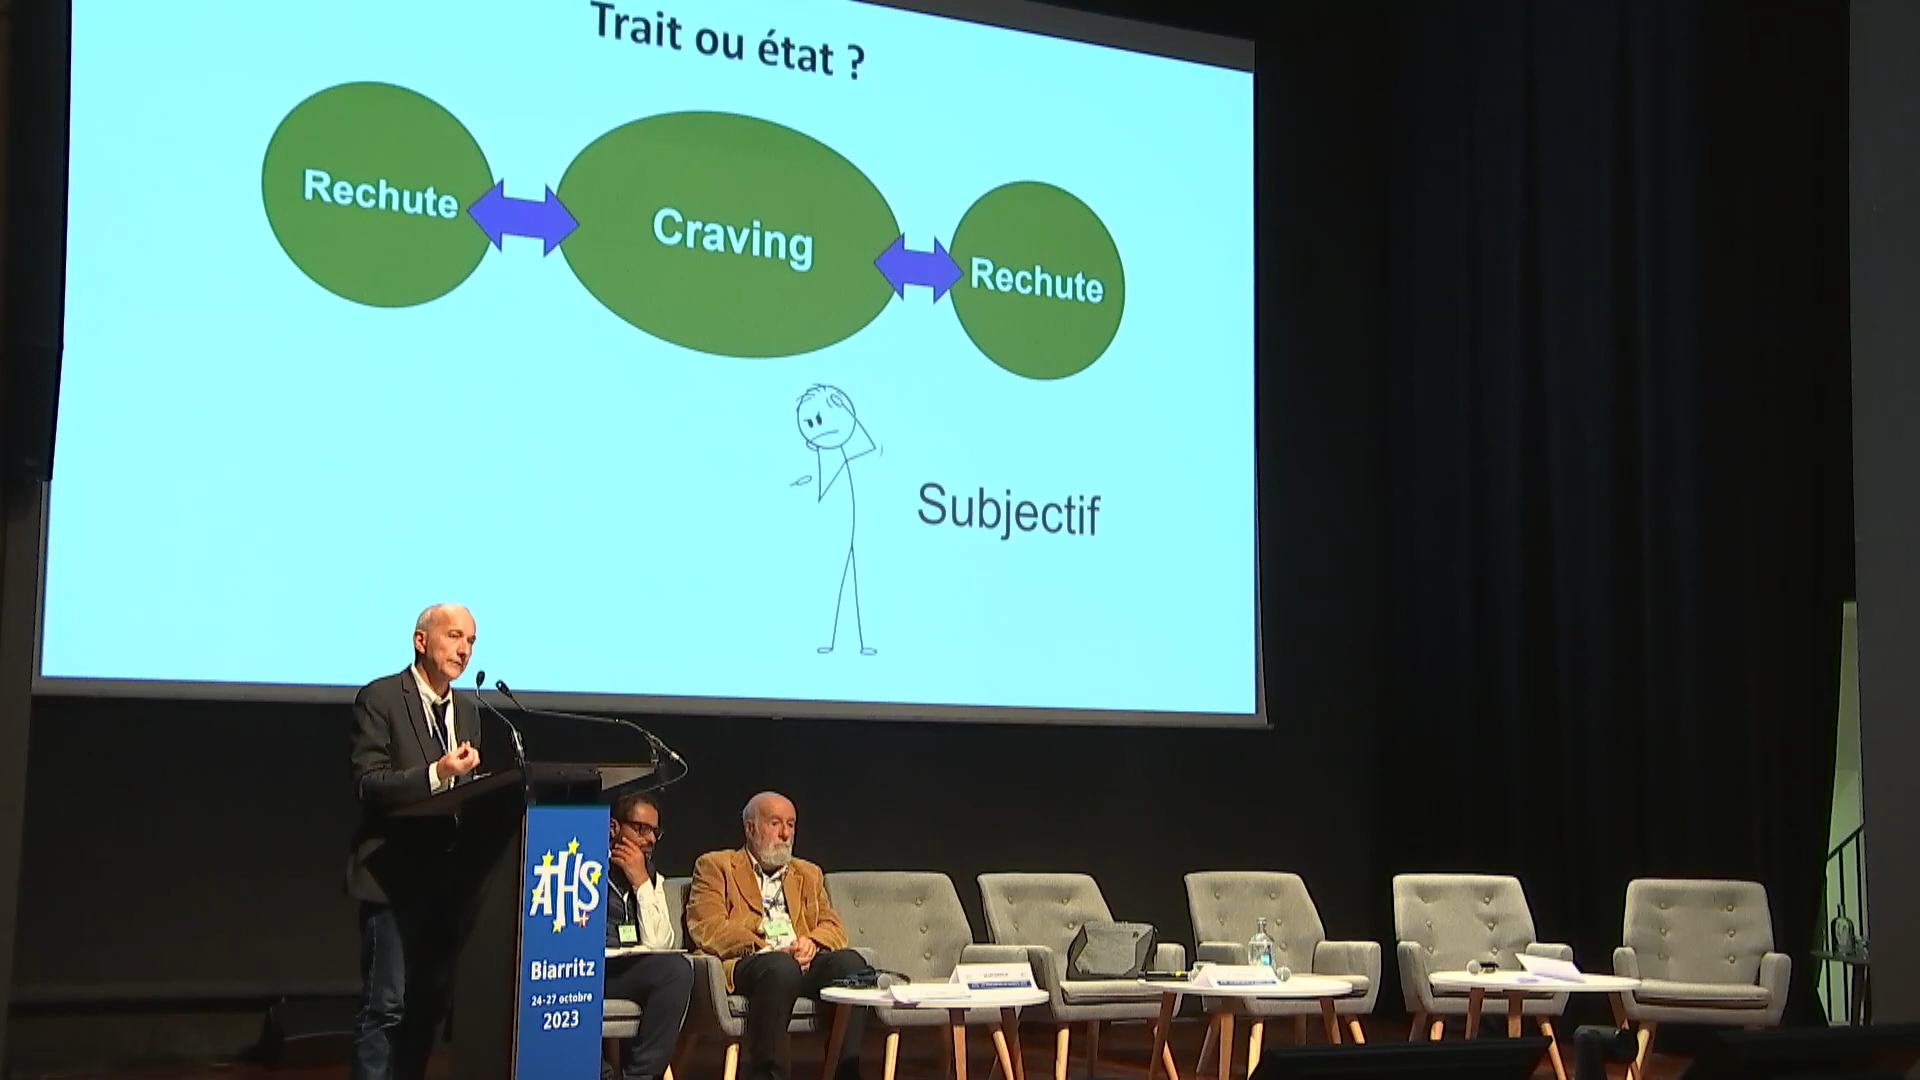 Trait ou état ?
Rechute
Craving
Rechute
Subjectif
AHS
Biarritz
24-27 octobre
2023